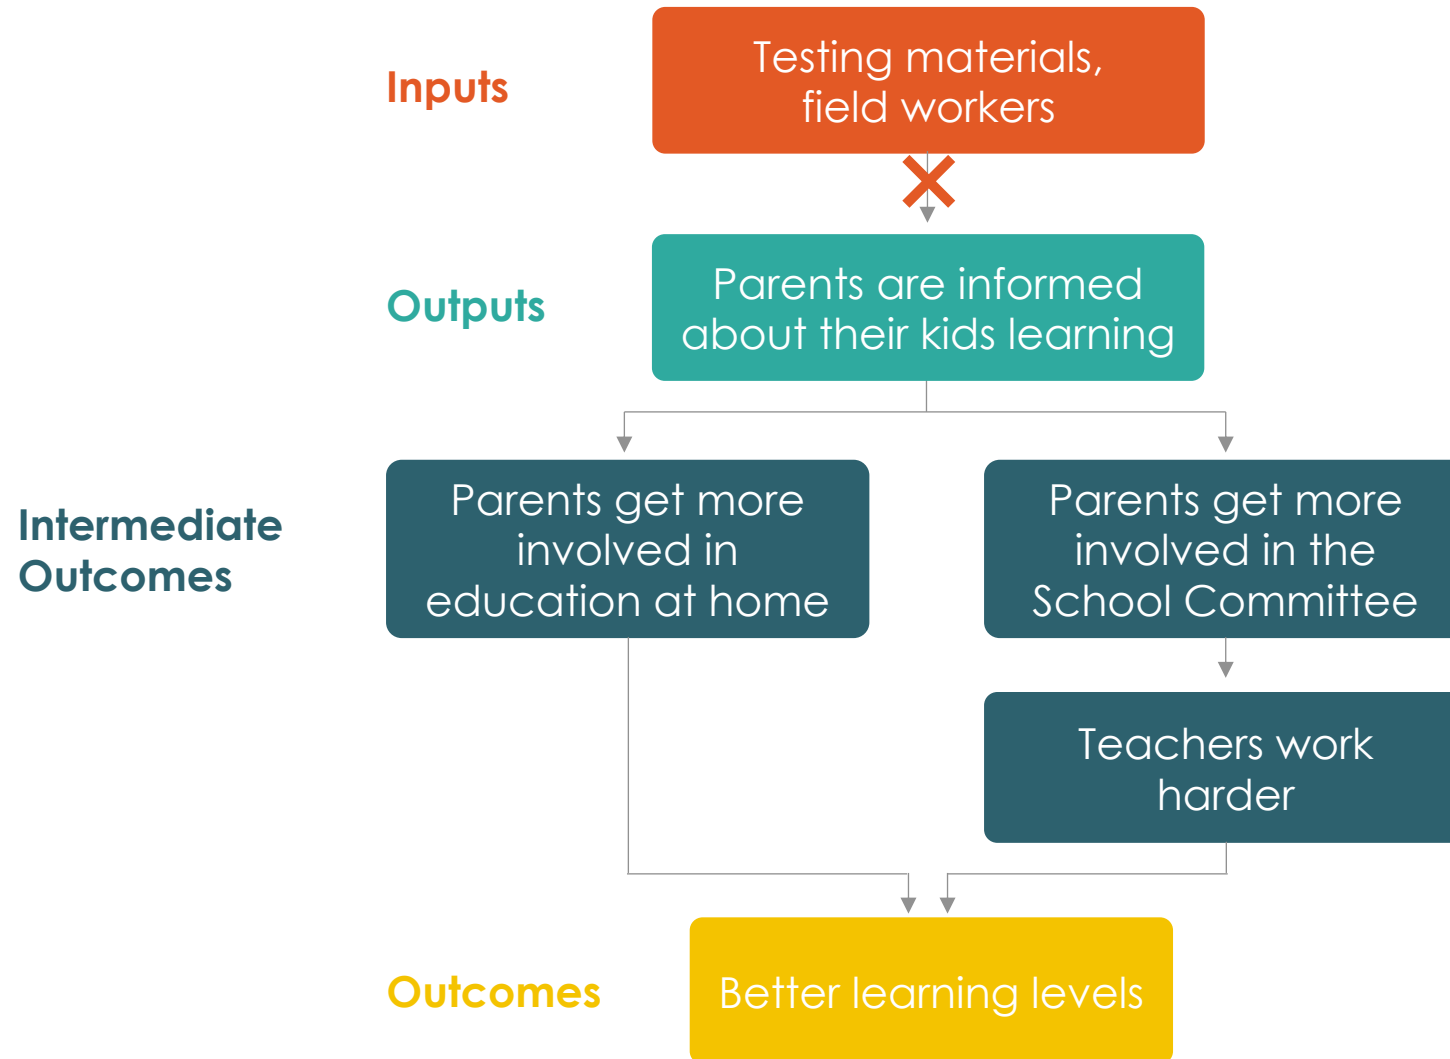 Inputs
Testing materials,
field workers
Outputs
Parents are informed
about their kids learning
Intermediate
Outcomes
Parents get more
involved in
education at home
Parents get more
involved in the
School Committee
Teachers work
harder
Outcomes
Better learning levels